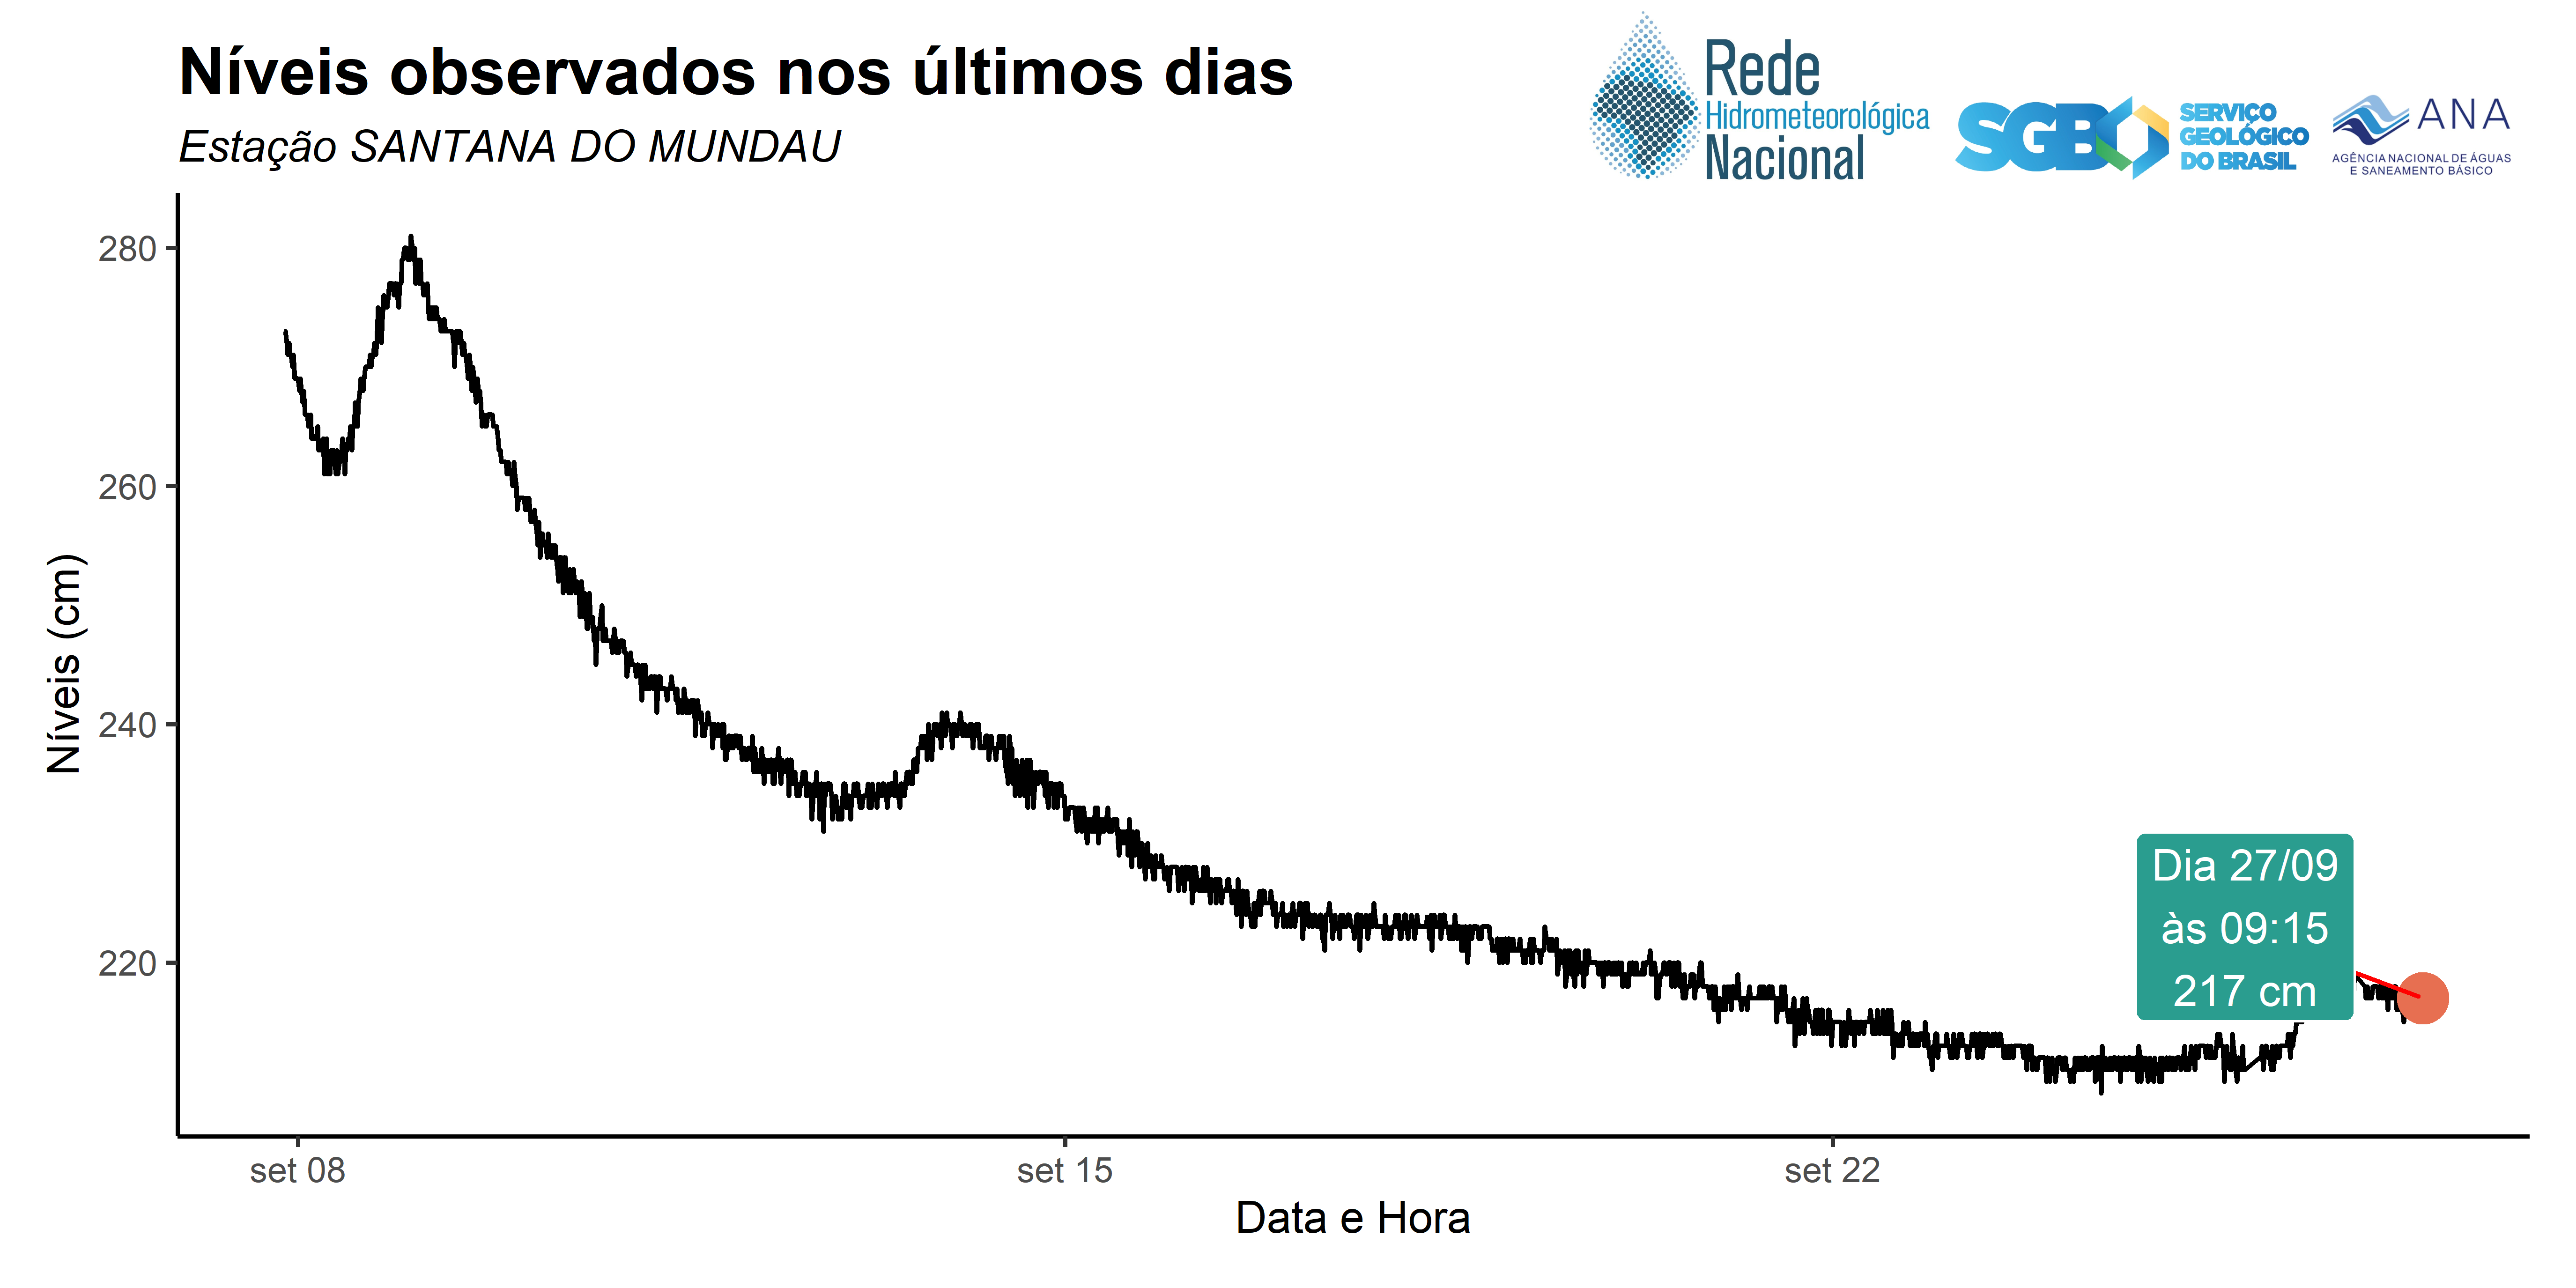 Níveis observados nos últimos dias
Estação SANTANA DO MUNDAU
Rede
Hidrometeorológica
Nacional
SGB
SERVIÇO
GEOLÓGICO
DO BRASIL
ANA
AGÊNCIA NACIONAL DE ÁGUAS
E SANEAMENTO BÁSICO
Níveis (cm)
280
260
240
220
Dia 27/09
às 09:15
217 cm
set 08
set 15
set 22
Data e Hora